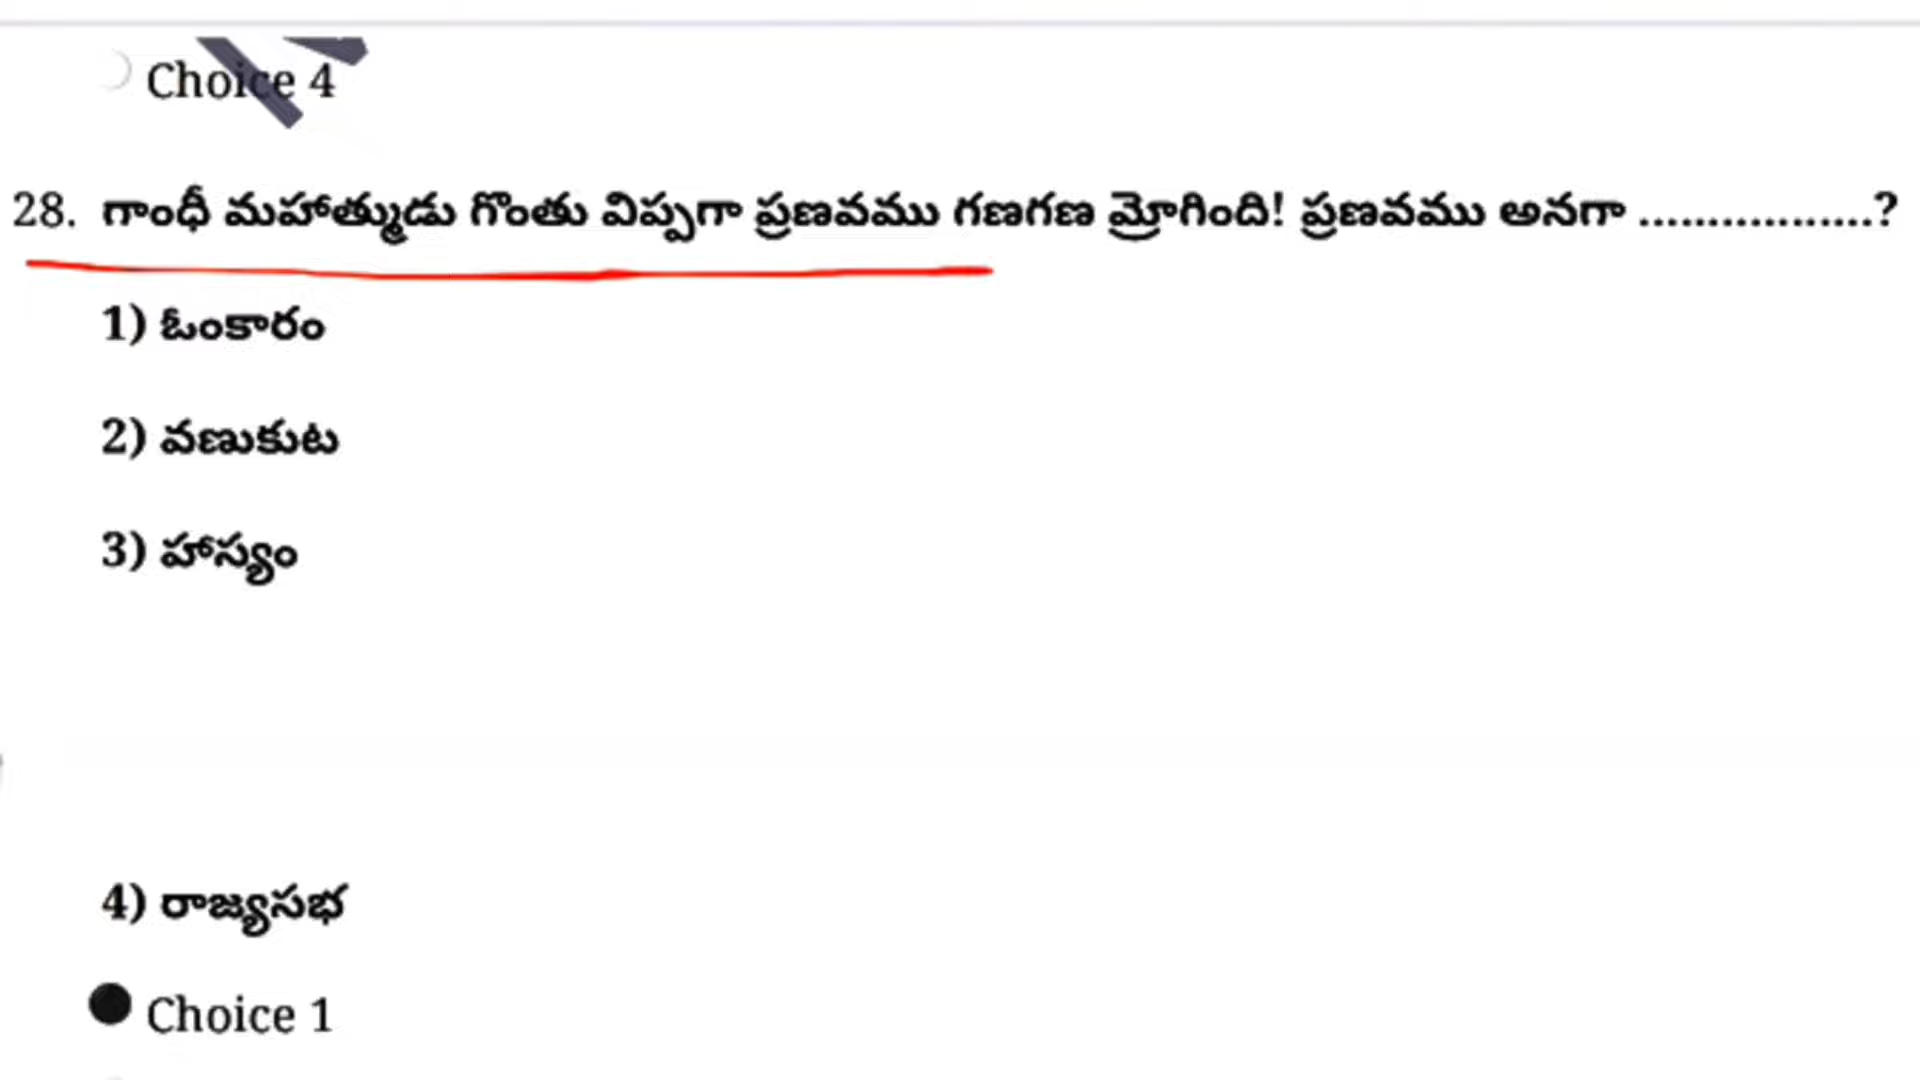 Choice 4
28. గాంధీ మహాత్ముడు గొంతు విప్పగా ప్రణవము గణగణ మ్రోగింది! ప్రణవము అనగా .................?
1) ఓంకారం
2) వణుకుట
3) హాస్యం
4) రాజ్యసభ
Choice 1